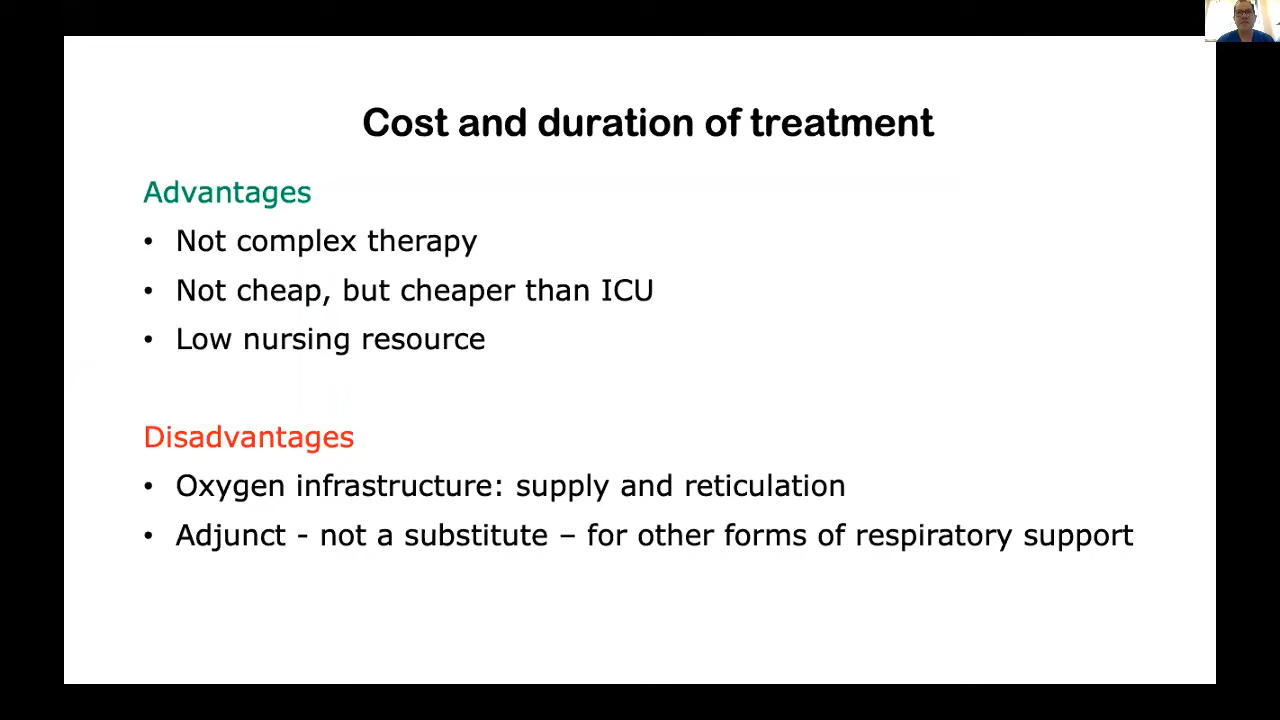 Cost and duration of treatment
Advantages
• Not complex therapy
• Not cheap, but cheaper than ICU
• Low nursing resource
Disadvantages
• Oxygen infrastructure: supply and reticulation
• Adjunct - not a substitute – for other forms of respiratory support